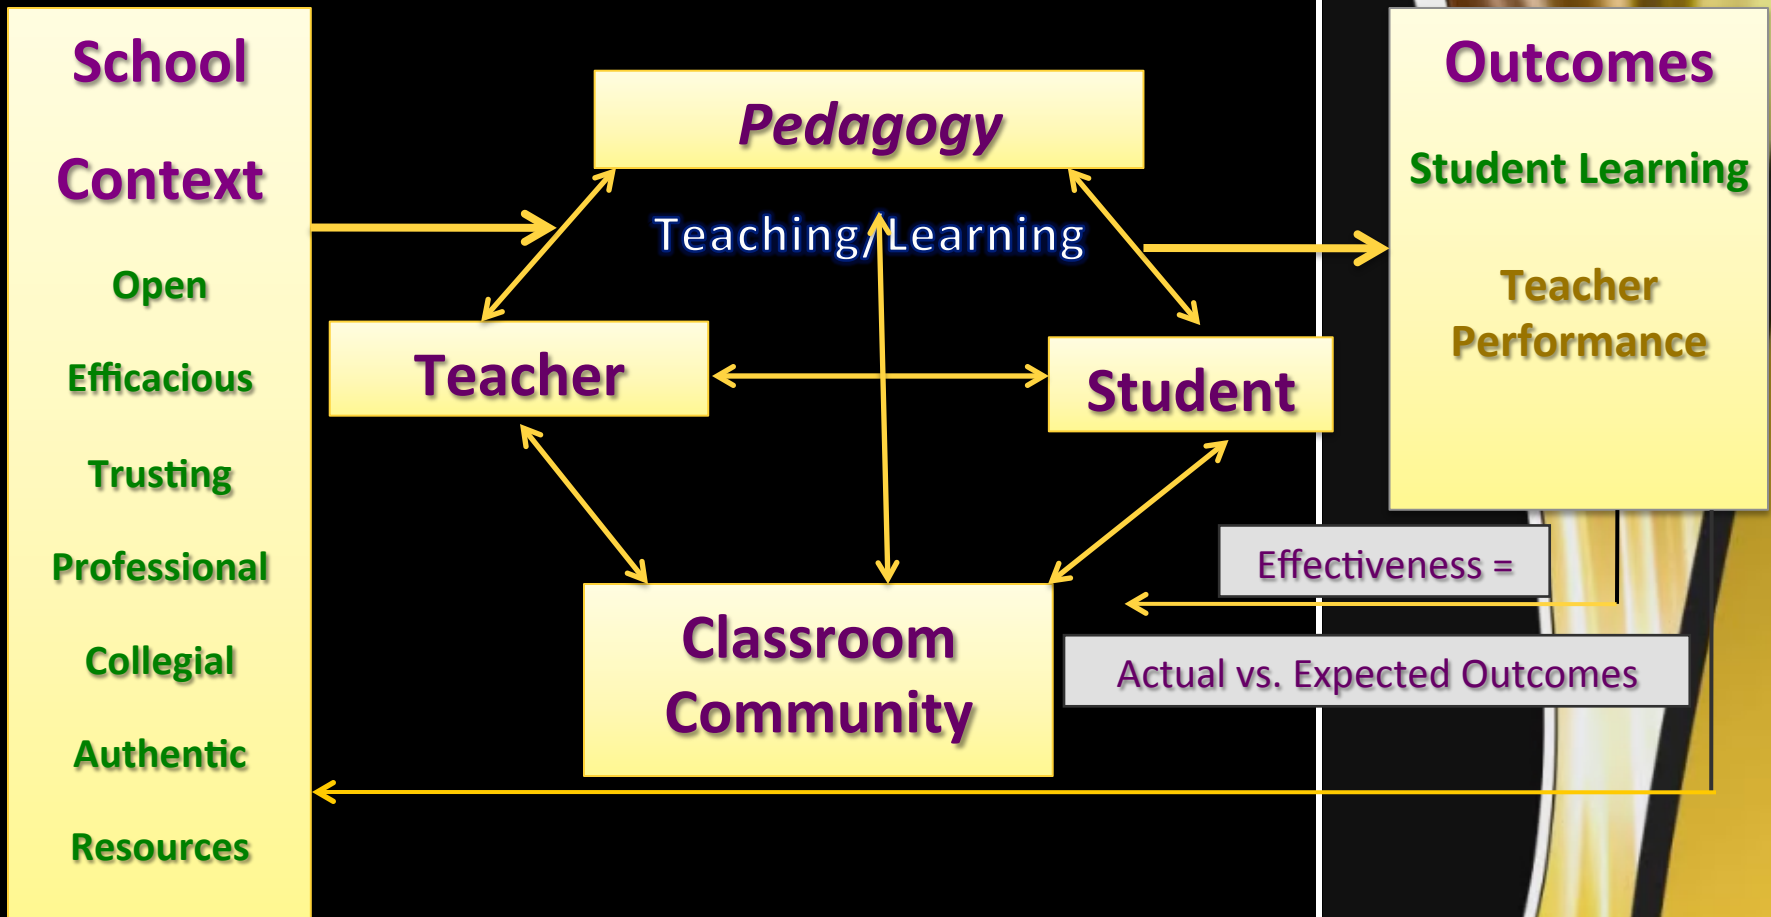 School
Context
Open
Efficacious
Trusting
Professional
Collegial
Authentic
Resources
Pedagogy
Teaching/Learning
Teacher
Student
Classroom
Community
Outcomes
Student Learning
Teacher
Performance
Effectiveness =
Actual vs. Expected Outcomes